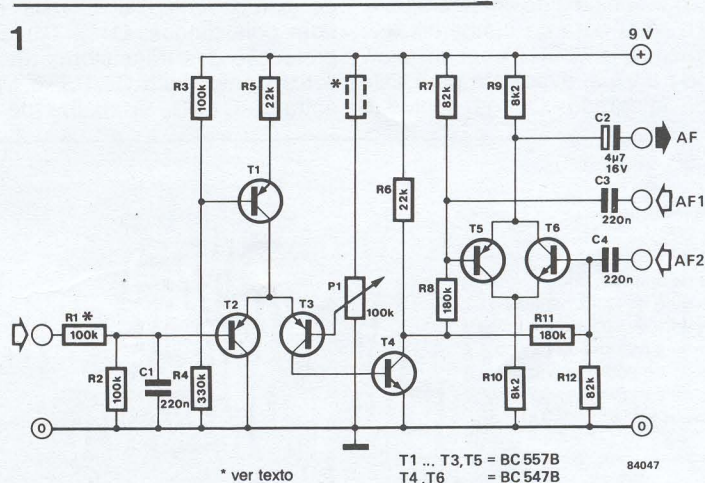 1
9 V
R3
100k
R5
22k
*
R7
82k
R9
8k2
C2
4µ7
16V
AF
C3
220n
AF1
T1
R6
22k
T5
T6
C4
220n
AF2
R1 *
100k
T2
T3
P1
100k
R8
180k
R11
180k
T4
R2
100k
C1
220n
R4
330k
R10
8k2
R12
82k
0
0
* ver texto
T1 ... T3,T5 = BC 557B
T4 ,T6 = BC 547B
84047